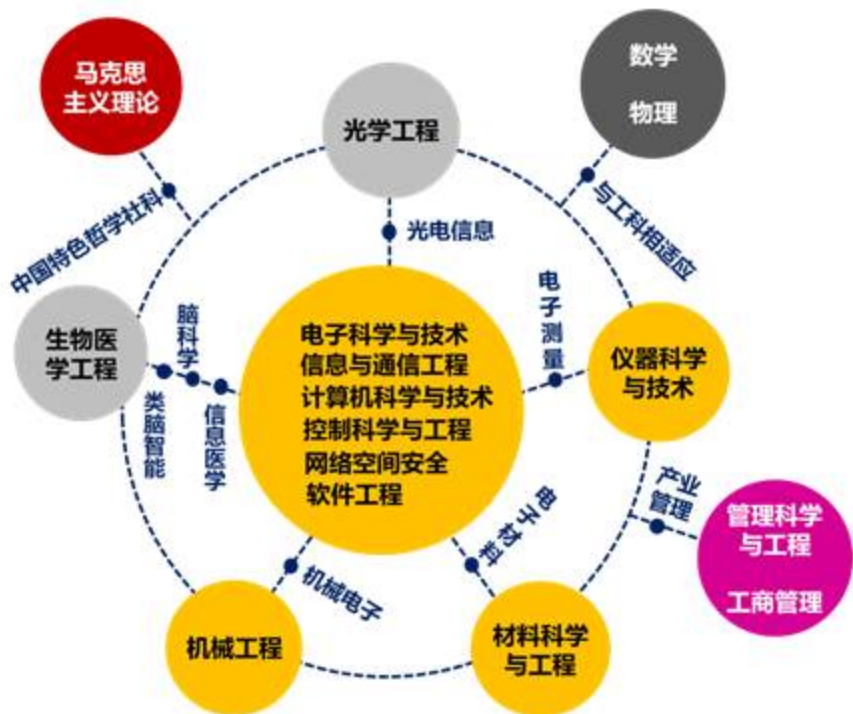 马克思
主义理论
数学
物理
光学工程
中国特色哲学社科
光电信息
与工科相适应
生物医
学工程
脑科学
类脑智能
信息医学
电子科学与技术
信息与通信工程
计算机科学与技术
控制科学与工程
网络空间安全
软件工程
电子测量
仪器科学
与技术
产业
管理
管理科学
与工程
工商管理
电子材料
机械电子
机械工程
材料科学
与工程